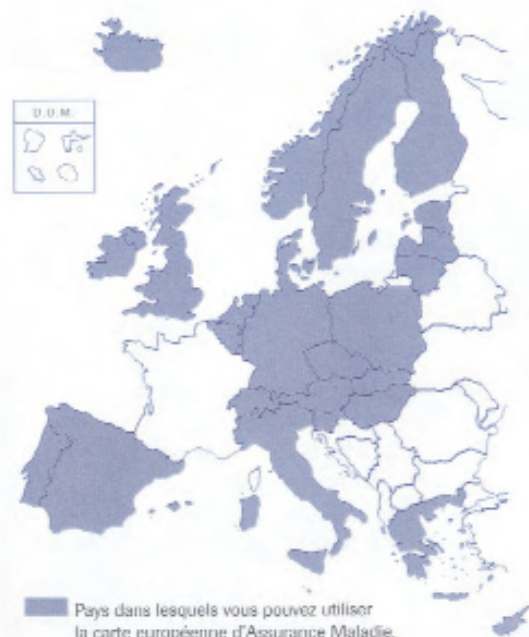 D.O.M.
Pays dans lesquels vous pouvez utiliser
la carte européenne d'Assurance Maladie.